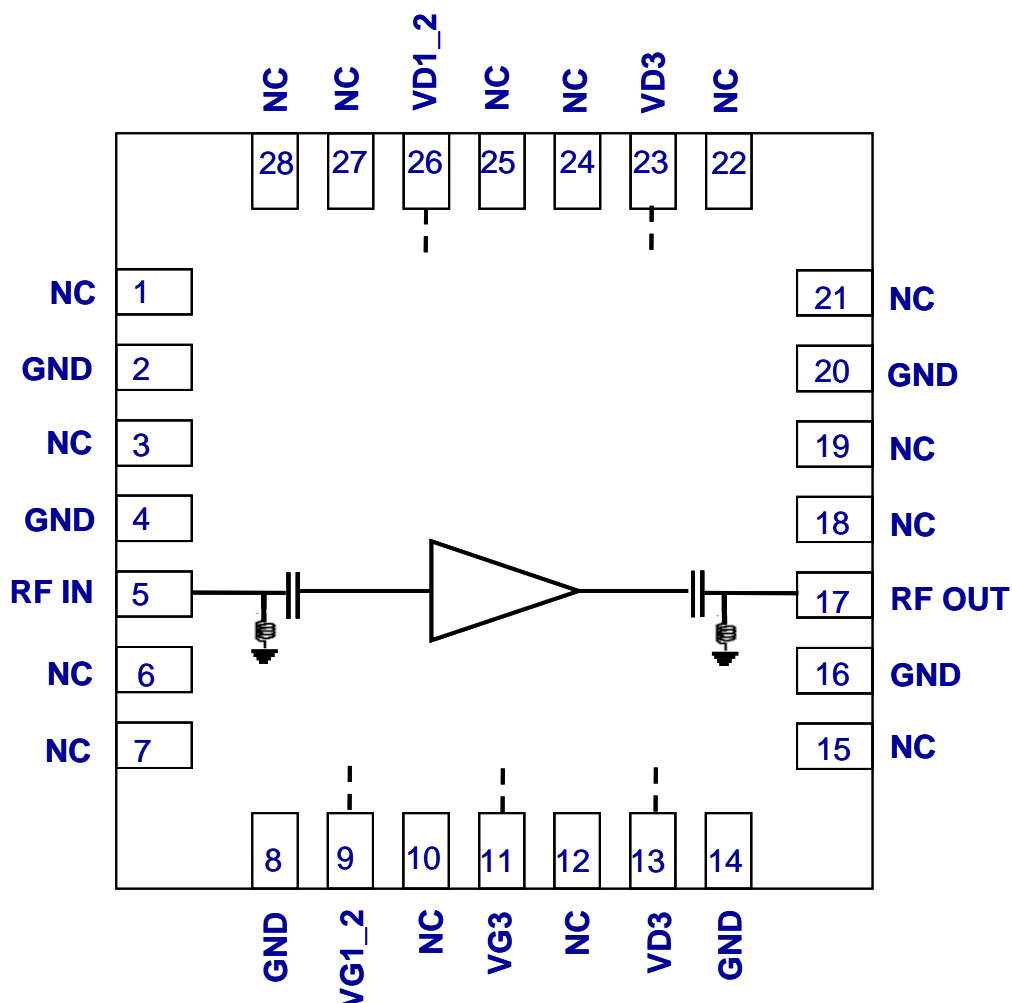 NC
NC
VD1_2
NC
NC
VD3
NC
28
27
26
25
24
23
22
NC 1
21 NC
GND 2
20 GND
NC 3
19 NC
GND 4
18 NC
RF IN 5
17 RF OUT
NC 6
16 GND
NC 7
15 NC
8
9
10
11
12
13
14
GND
VG1_2
NC
VG3
NC
VD3
GND